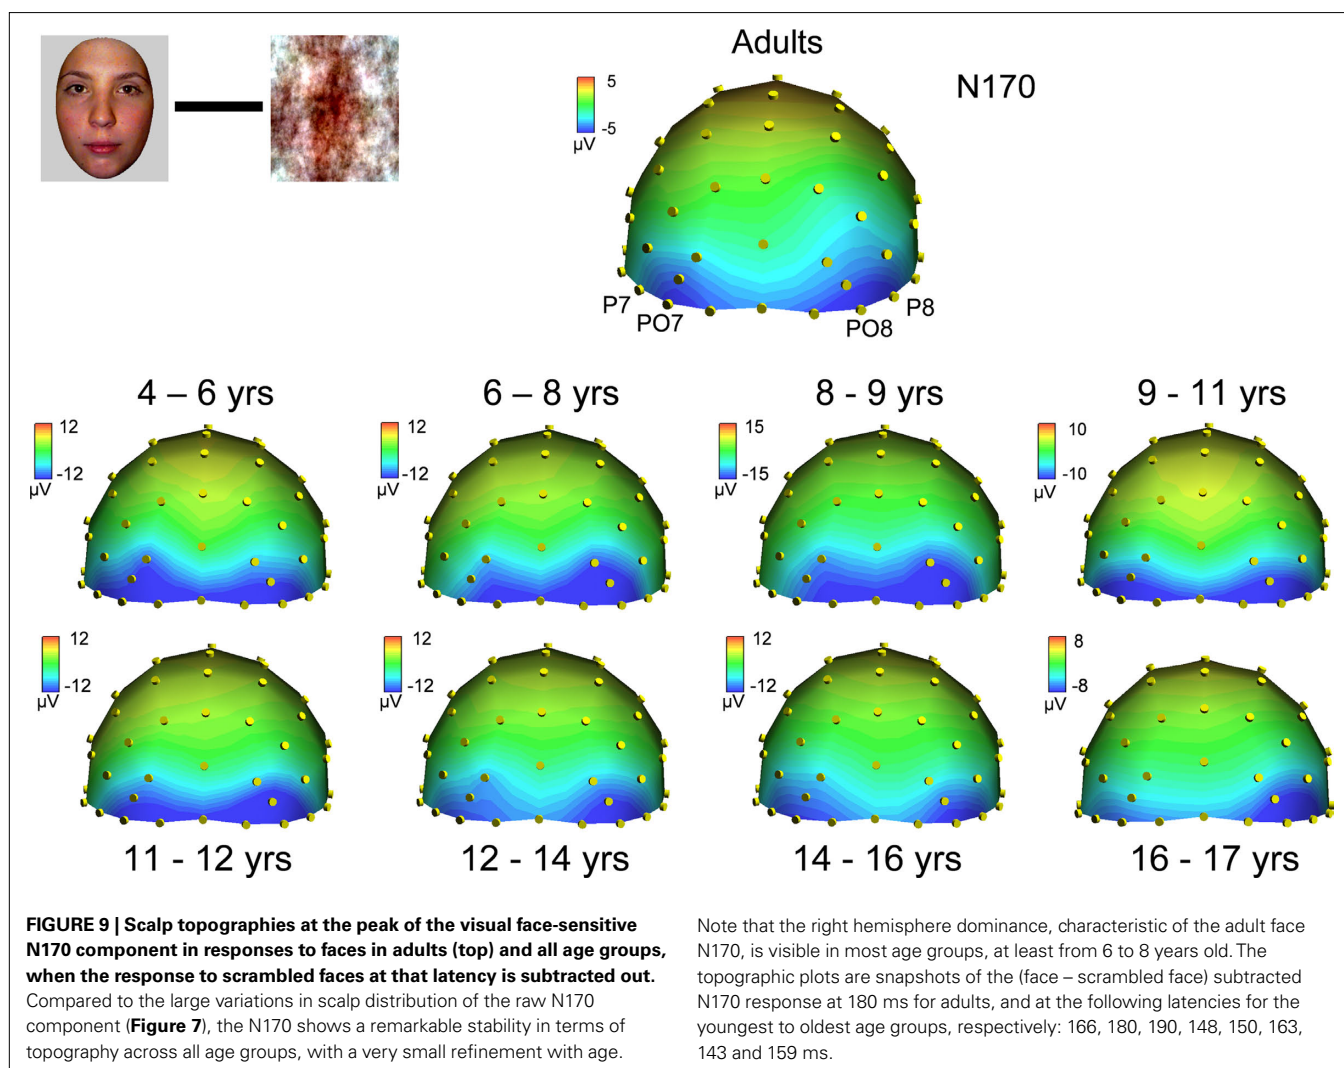 Adults
N170
5
-5
µV
P7
PO7
PO8
P8
4 – 6 yrs
6 – 8 yrs
8 - 9 yrs
9 - 11 yrs
12
-12
µV
12
-12
µV
15
-15
µV
10
-10
µV
12
-12
µV
12
-12
µV
12
-12
µV
8
-8
µV
11 - 12 yrs
12 - 14 yrs
14 - 16 yrs
16 - 17 yrs
FIGURE 9 | Scalp topographies at the peak of the visual face-sensitive
N170 component in responses to faces in adults (top) and all age groups,
when the response to scrambled faces at that latency is subtracted out.
Compared to the large variations in scalp distribution of the raw N170
component (Figure 7), the N170 shows a remarkable stability in terms of
topography across all age groups, with a very small refinement with age.
Note that the right hemisphere dominance, characteristic of the adult face
N170, is visible in most age groups, at least from 6 to 8 years old. The
topographic plots are snapshots of the (face – scrambled face) subtracted
N170 response at 180 ms for adults, and at the following latencies for the
youngest to oldest age groups, respectively: 166, 180, 190, 148, 150, 163,
143 and 159 ms.